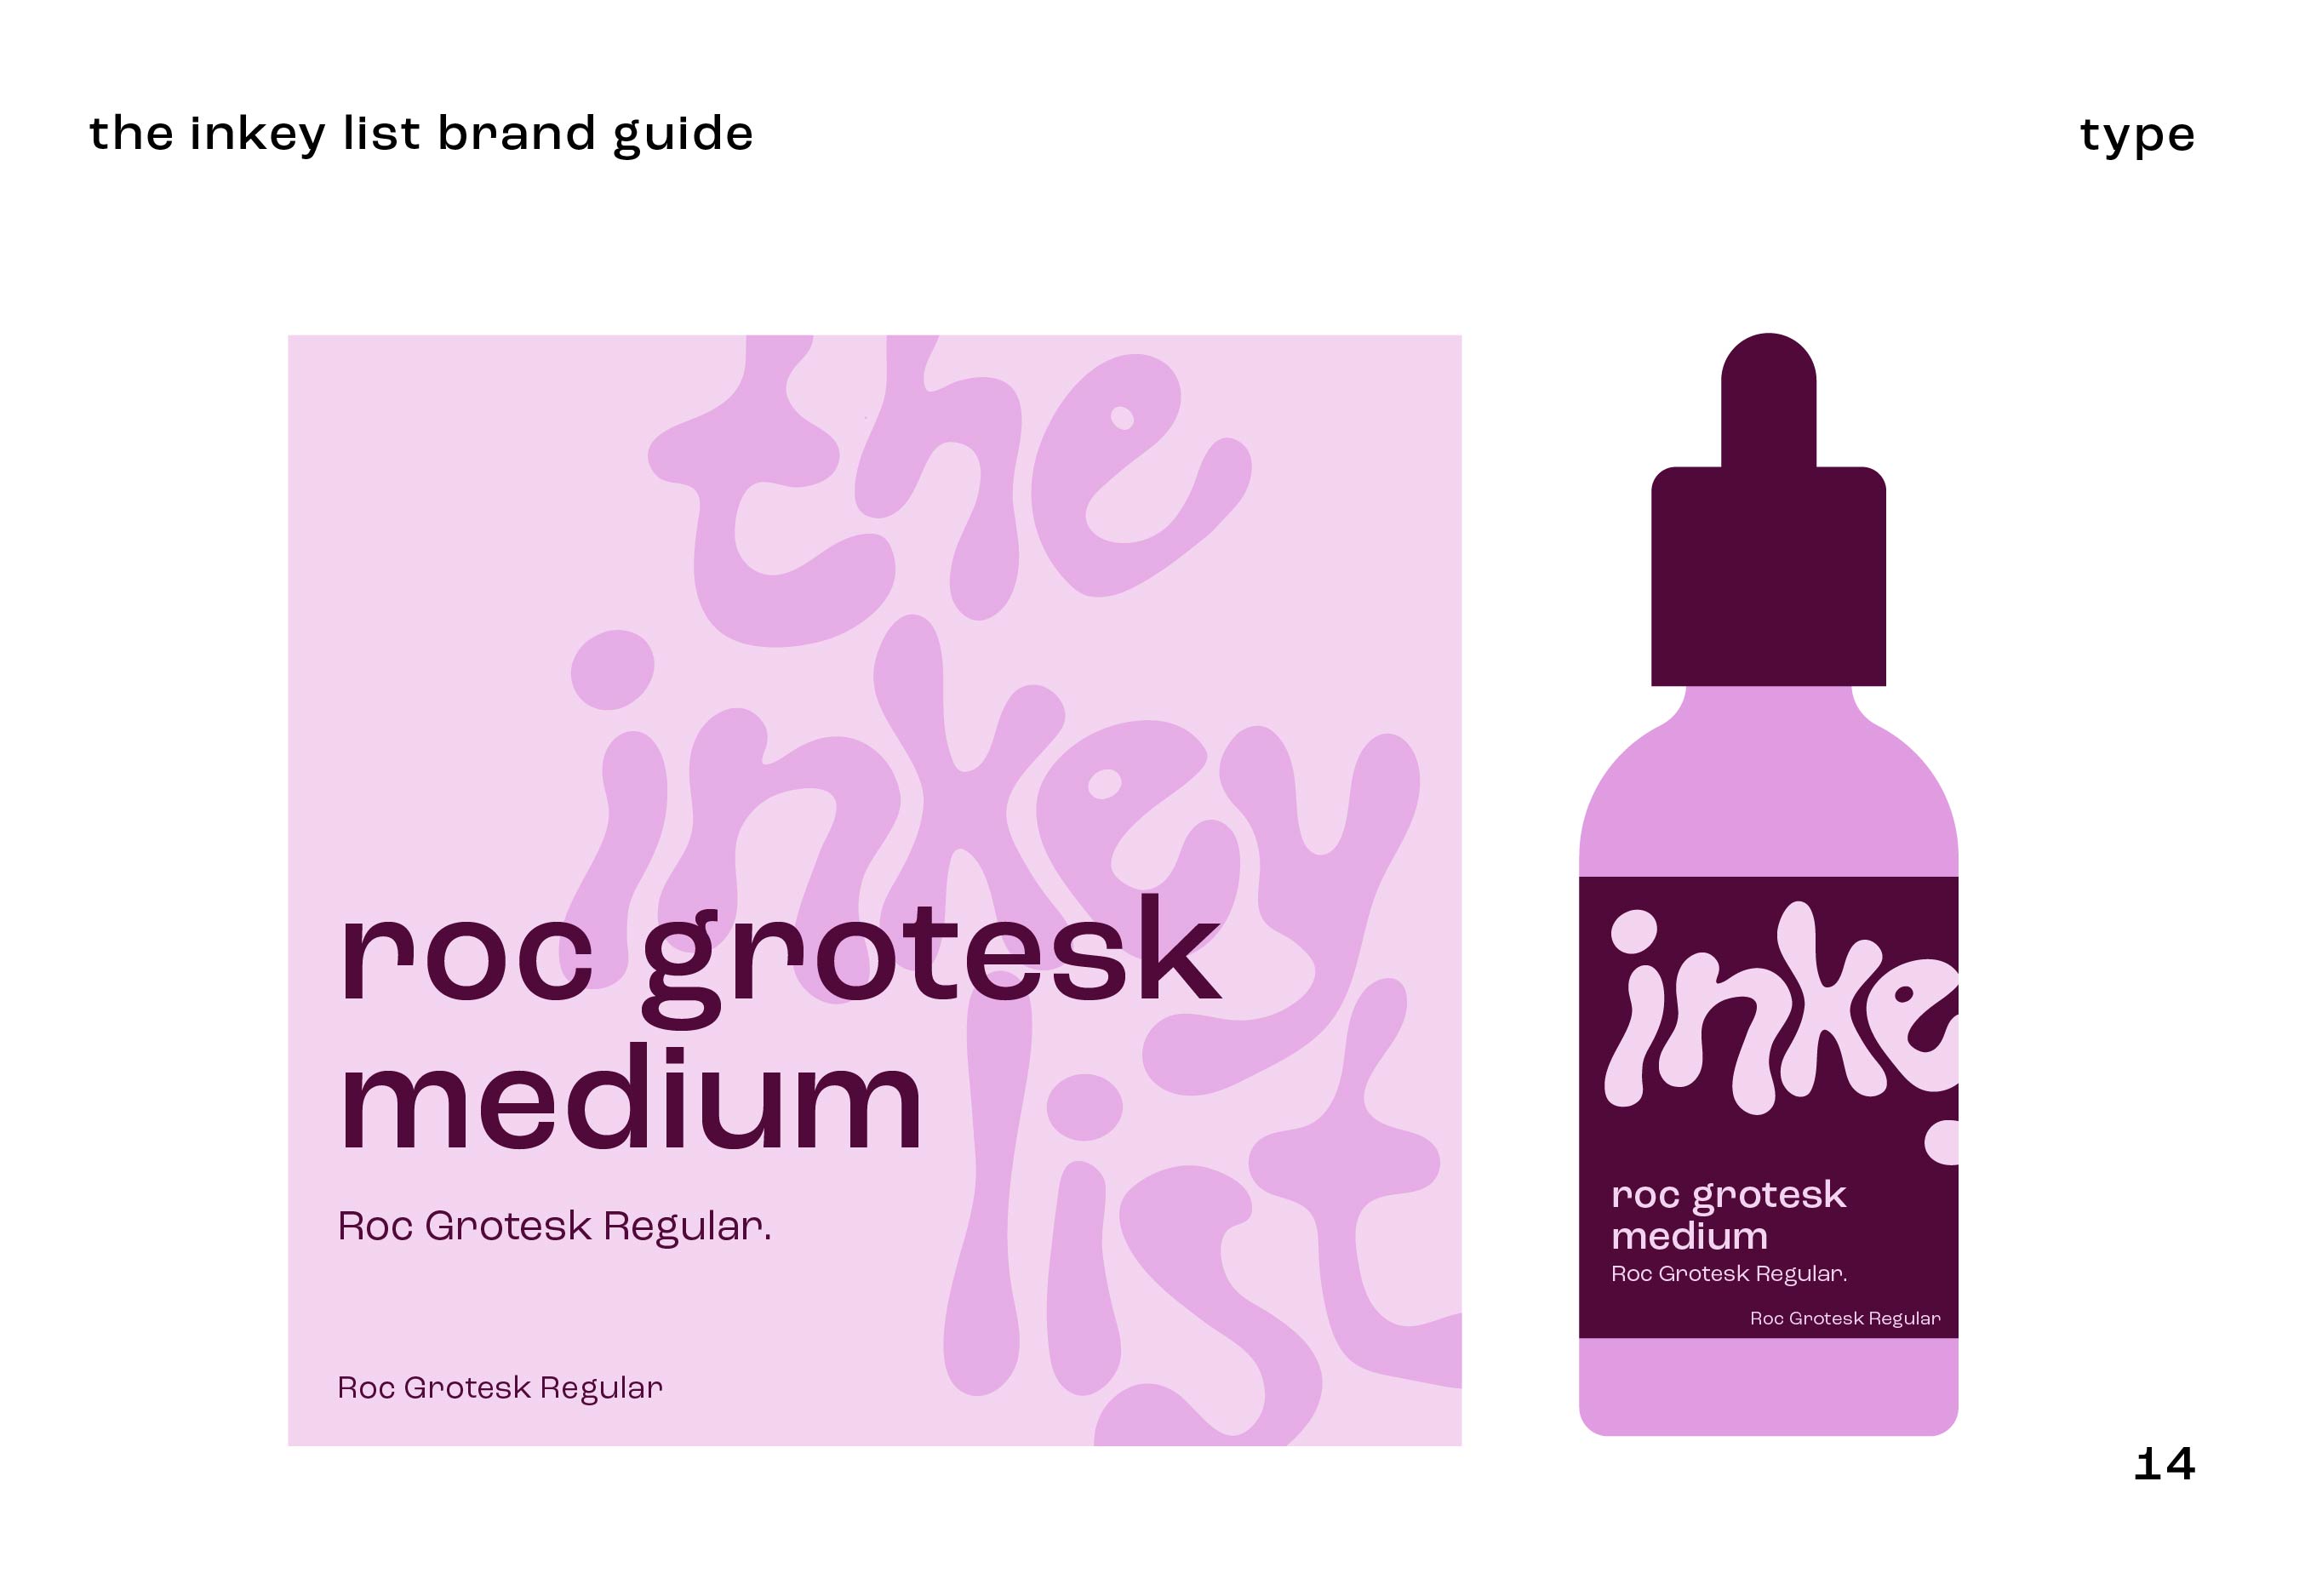 the inkey list brand guide
type
the
inkey
list
roc grotesk
medium
Roc Grotesk Regular.
Roc Grotesk Regular
inke
roc grotesk
medium
Roc Grotesk Regular.
Roc Grotesk Regular
14